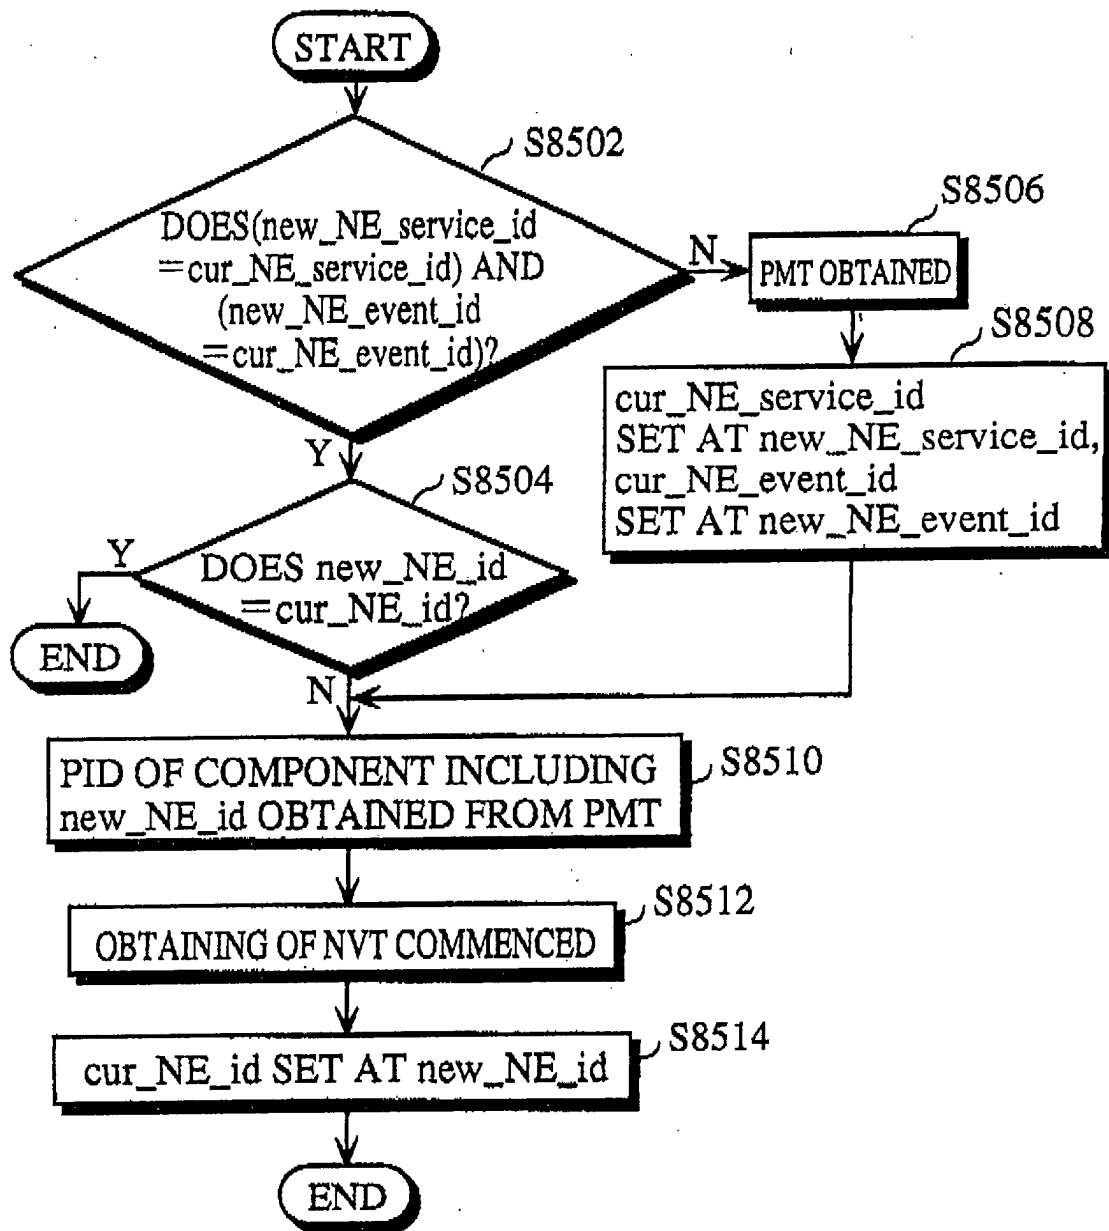 START
S8502
DOES(new_NE_service_id
=cur_NE_service_id) AND
(new_NE_event_id
=cur_NE_event_id)?
N
S8506
PMT OBTAINED
S8508
cur_NE_service_id
SET AT new_NE_service_id,
cur_NE_event_id
SET AT new_NE_event_id
Y
S8504
DOES new_NE_id
=cur_NE_id?
Y
END
N
S8510
PID OF COMPONENT INCLUDING
new_NE_id OBTAINED FROM PMT
S8512
OBTAINING OF NVT COMMENCED
S8514
cur_NE_id SET AT new_NE_id
END